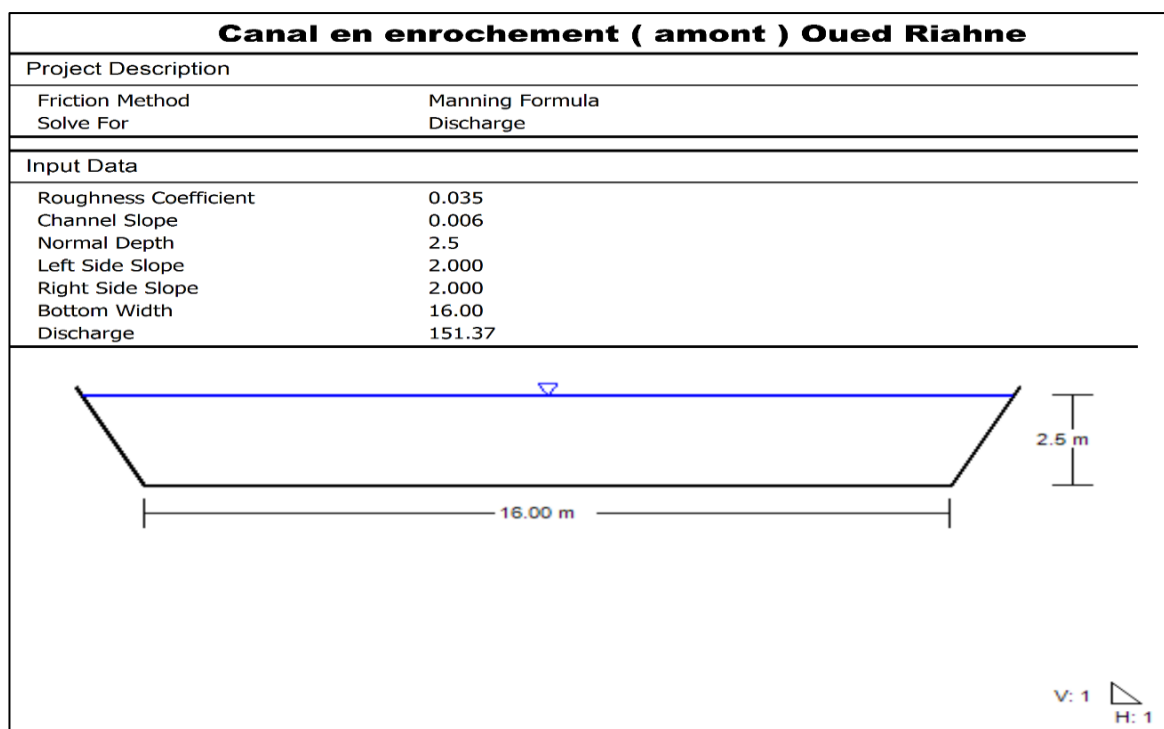 Canal en enrochement ( amont ) Oued Riahne
Project Description
Friction Method Manning Formula
Solve For Discharge
Input Data
Roughness Coefficient 0.035
Channel Slope 0.006
Normal Depth 2.5
Left Side Slope 2.000
Right Side Slope 2.000
Bottom Width 16.00
Discharge 151.37
2.5 m
16.00 m
V: 1
H: 1